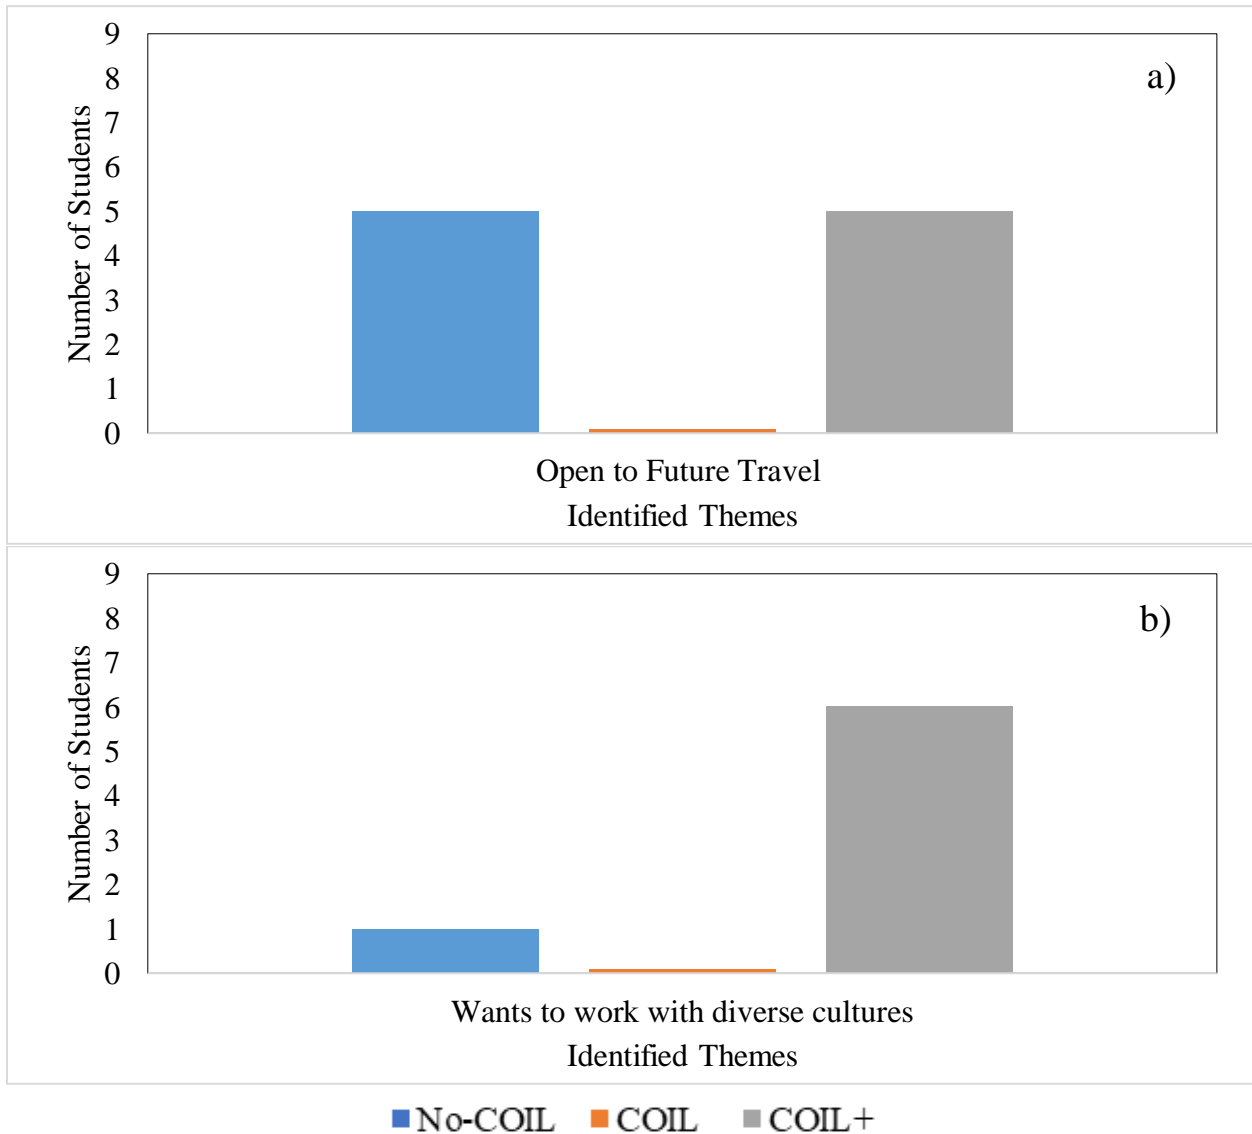 a)
Number of Students
9
8
7
6
5
4
3
2
1
0
Open to Future Travel
Identified Themes
b)
Number of Students
9
8
7
6
5
4
3
2
1
0
Wants to work with diverse cultures
Identified Themes
No-COIL COIL COIL+